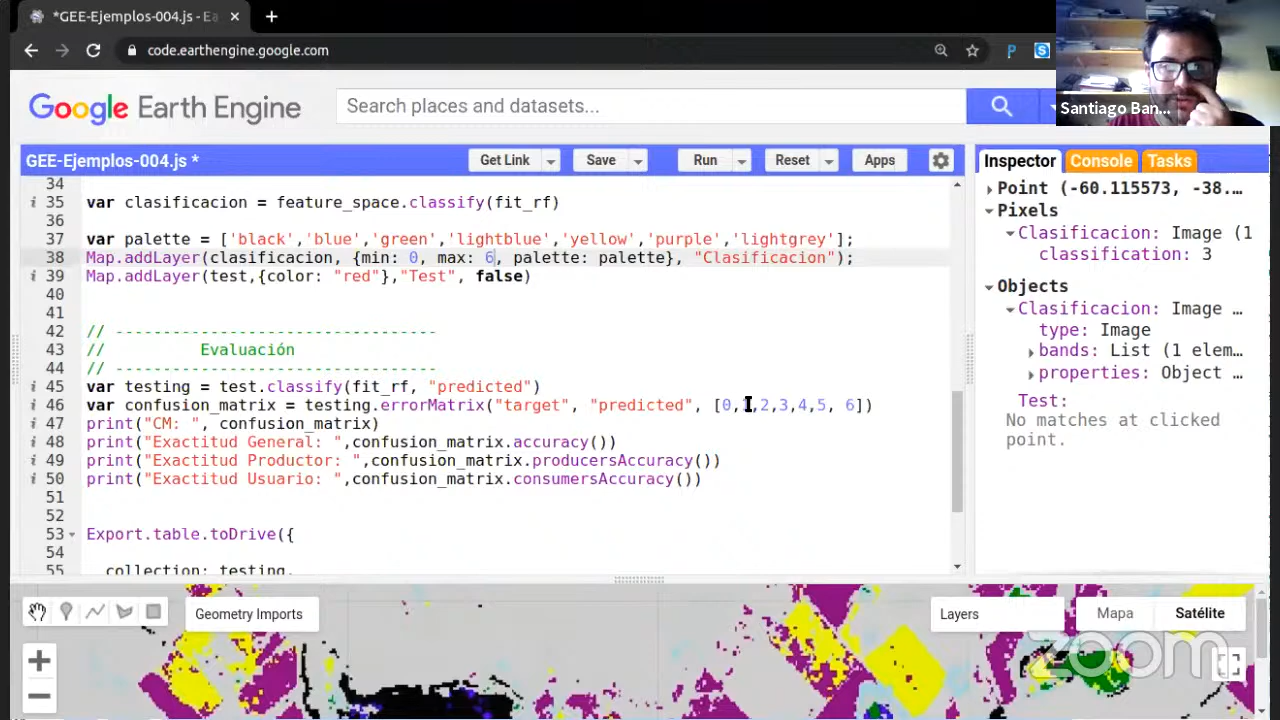 *GEE-Ejemplos-004.js - Ea
code.earthengine.google.com
Google Earth Engine
Search places and datasets...
Santiago Ban...
GEE-Ejemplos-004.js *
Get Link
Save
Run
Reset
Apps
Inspector
Console
Tasks
34
35 var clasificacion = feature_space.classify(fit_rf)
36
37 var palette = ['black','blue','green','lightblue','yellow','purple','lightgrey'];
38 Map.addLayer(clasificacion, {min: 0, max: 6, palette: palette}, "Clasificacion");
39 Map.addLayer(test,{color: "red"},"Test", false)
40
41
42 // ----------------------------------
43 // Evaluación
44 // ----------------------------------
45 var testing = test.classify(fit_rf, "predicted")
46 var confusion_matrix = testing.errorMatrix("target", "predicted", [0,1,2,3,4,5, 6])
47 print("CM: ", confusion_matrix)
48 print("Exactitud General: ",confusion_matrix.accuracy())
49 print("Exactitud Productor: ",confusion_matrix.producersAccuracy())
50 print("Exactitud Usuario: ",confusion_matrix.consumersAccuracy())
51
52
53 Export.table.toDrive({
54
55 collection: testing,
Point (-60.115573, -38....
Pixels
Clasificacion: Image (1
classification: 3
Objects
Clasificacion: Image ...
type: Image
bands: List (1 elem...
properties: Object ...
Test:
No matches at clicked
point.
Geometry Imports
Layers
Mapa
Satélite
zoom